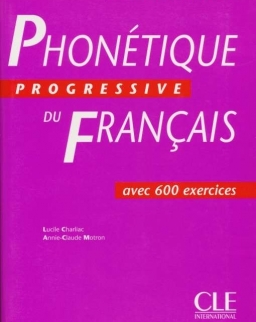 PHONÉTIQUE
PROGRESSIVE
DU FRANÇAIS
avec 600 exercices
Lucile Charliac
Annie-Claude Motron
CLE
INTERNATIONAL